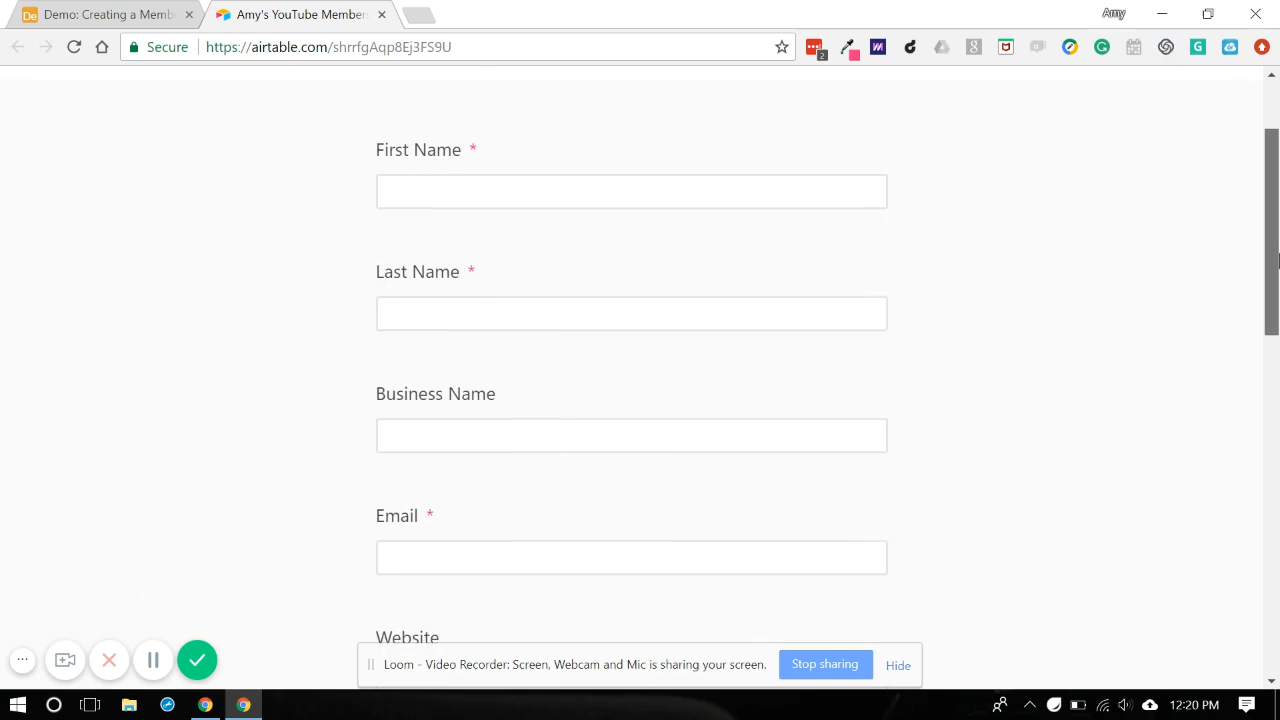 Demo: Creating a Memb
Amy's YouTube Members
Amy
Secure
https://airtable.com/shrrfgAqp8Ej3FS9U
2
First Name *
Last Name *
Business Name
Email *
Website
Loom - Video Recorder: Screen, Webcam and Mic is sharing your screen.
Stop sharing
Hide
12:20 PM